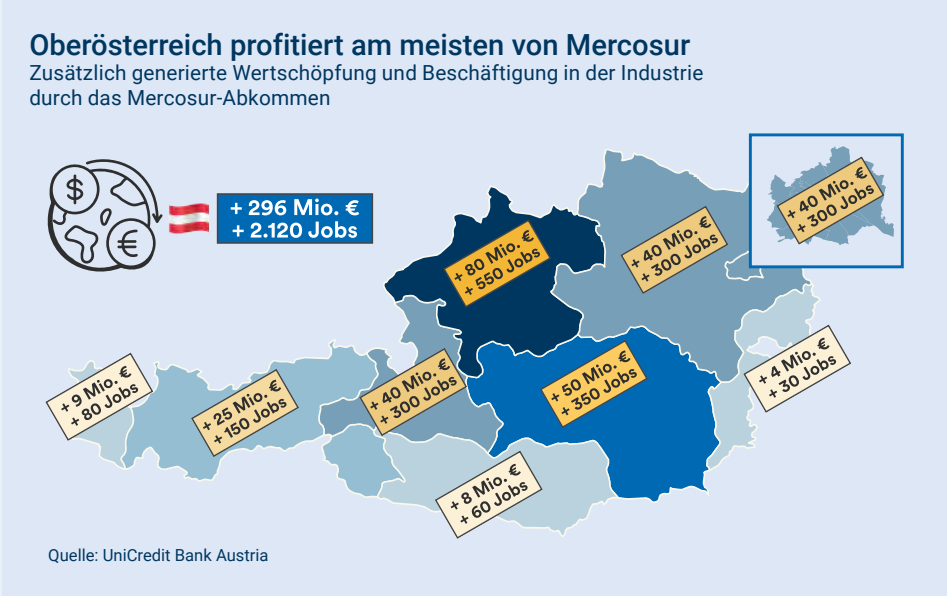 Oberösterreich profitiert am meisten von Mercosur
Zusätzlich generierte Wertschöpfung und Beschäftigung in der Industrie
durch das Mercosur-Abkommen
$
€
+ 296 Mio. €
+ 2.120 Jobs
+ 40 Mio. €
+ 300 Jobs
+ 80 Mio. €
+ 550 Jobs
+ 40 Mio. €
+ 300 Jobs
+ 9 Mio. €
+ 80 Jobs
+ 25 Mio. €
+ 150 Jobs
+ 40 Mio. €
+ 300 Jobs
+ 50 Mio. €
+ 350 Jobs
+ 4 Mio. €
+ 30 Jobs
+ 8 Mio. €
+ 60 Jobs
Quelle: UniCredit Bank Austria